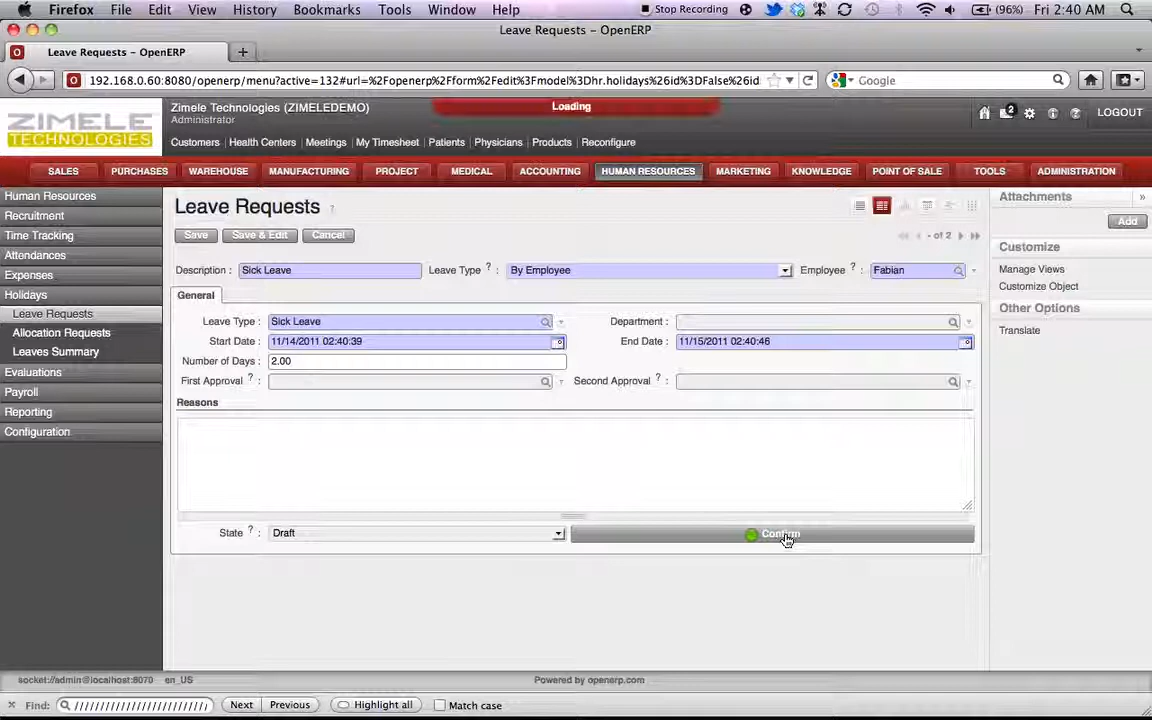 Firefox File Edit View History Bookmarks Tools Window Help Stop Recording (96%) Fri 2:40 AM
Leave Requests – OpenERP
Leave Requests – OpenERP
192.168.0.60:8080/openerp/menu?active=132#url=%2Fopenerp%2Fform%2Fedit%3Fmodel%3Dhr.holidays%26id%3DFalse%26id Google
ZIMELE TECHNOLOGIES
Zimele Technologies (ZIMELEDEMO)
Administrator
Loading
2 LOGOUT
Customers Health Centers Meetings My Timesheet Patients Physicians Products Reconfigure
SALES PURCHASES WAREHOUSE MANUFACTURING PROJECT MEDICAL ACCOUNTING HUMAN RESOURCES MARKETING KNOWLEDGE POINT OF SALE TOOLS ADMINISTRATION
Human Resources
Recruitment
Time Tracking
Attendances
Expenses
Holidays
Leave Requests
Allocation Requests
Leaves Summary
Evaluations
Payroll
Reporting
Configuration
Leave Requests ?
Save Save & Edit Cancel - of 2
Description : Sick Leave Leave Type ? : By Employee Employee ? : Fabian
General
Leave Type : Sick Leave Department :
Start Date : 11/14/2011 02:40:39 End Date : 11/15/2011 02:40:46
Number of Days : 2.00
First Approval ? : Second Approval ? :
Reasons
State ? : Draft Confirm
Attachments »
Add
Customize
Manage Views
Customize Object
Other Options
Translate
socket://admin@localhost:8070 en_US Powered by openerp.com
Find: ///////////////////////// Next Previous Highlight all Match case